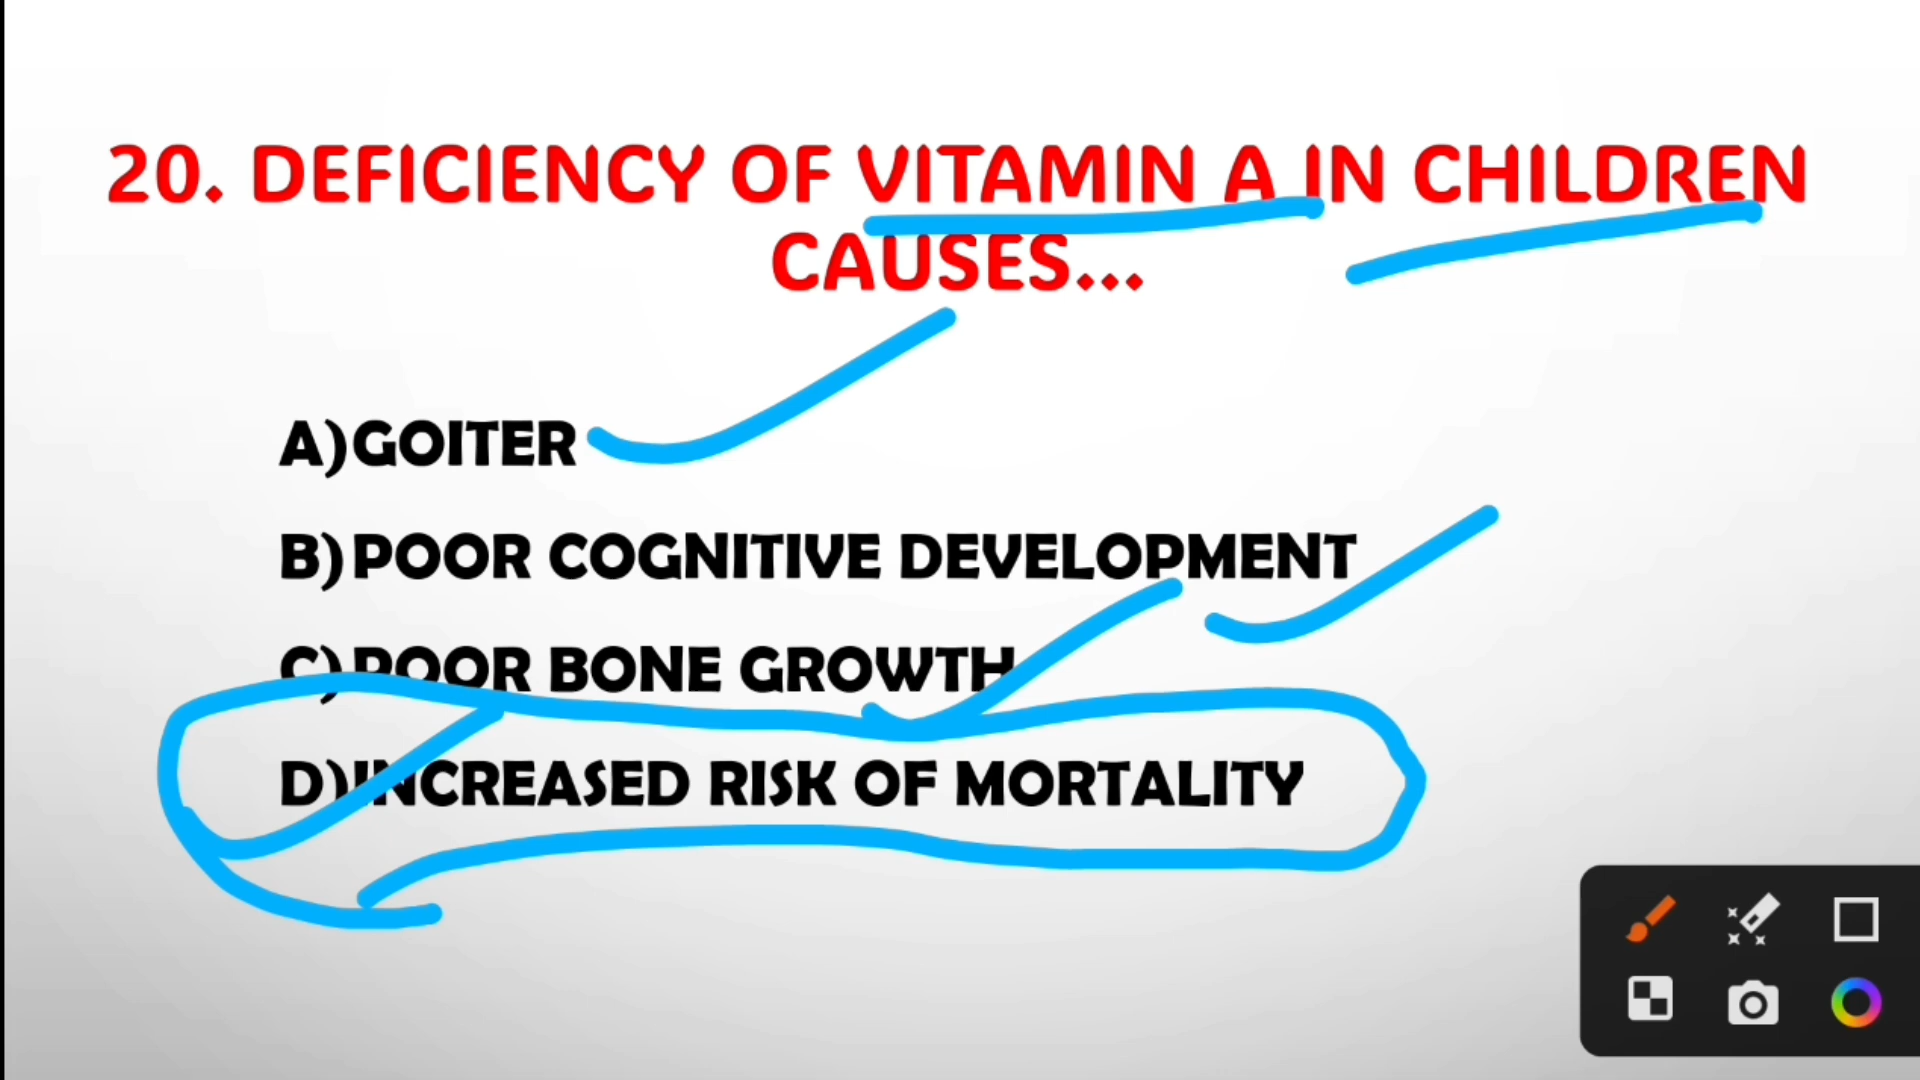 20. DEFICIENCY OF VITAMIN A IN CHILDREN
CAUSES...
A) GOITER
B) POOR COGNITIVE DEVELOPMENT
C) POOR BONE GROWTH
D) INCREASED RISK OF MORTALITY